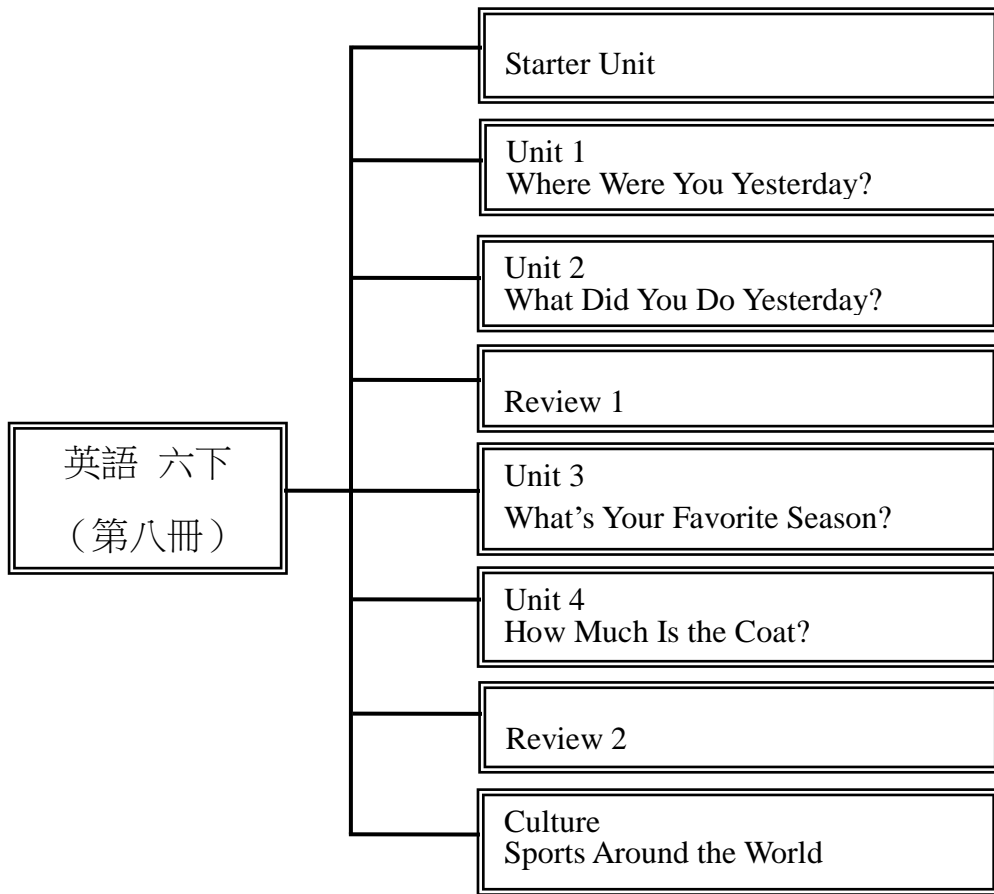 英語 六下
（第八冊）
Starter Unit
Unit 1
Where Were You Yesterday?
Unit 2
What Did You Do Yesterday?
Review 1
Unit 3
What’s Your Favorite Season?
Unit 4
How Much Is the Coat?
Review 2
Culture
Sports Around the World